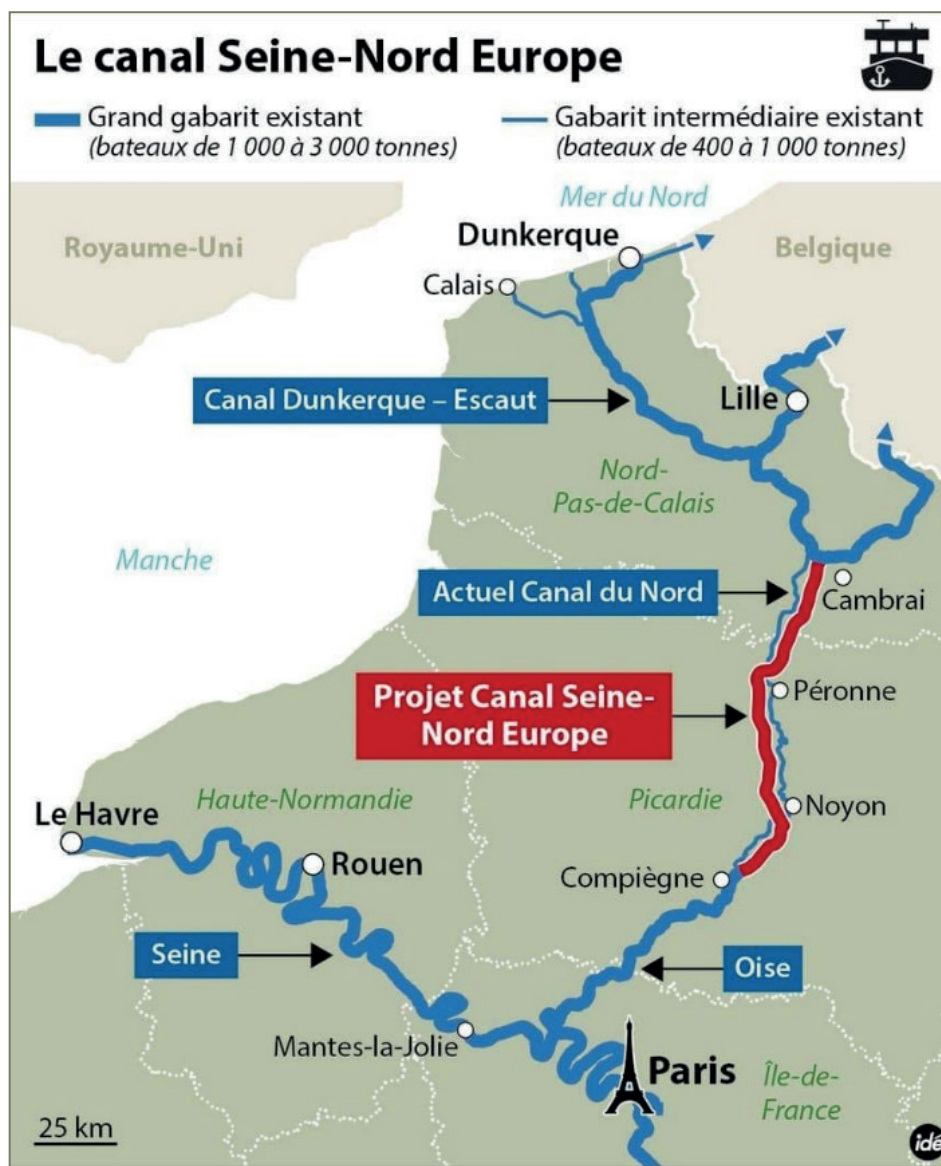 Le canal Seine-Nord Europe
Grand gabarit existant
(bateaux de 1 000 à 3 000 tonnes)
Gabarit intermédiaire existant
(bateaux de 400 à 1 000 tonnes)
Mer du Nord
Royaume-Uni
Dunkerque
Belgique
Calais
Canal Dunkerque – Escaut
Lille
Nord-
Pas-de-Calais
Manche
Actuel Canal du Nord
Cambrai
Projet Canal Seine-
Nord Europe
Péronne
Haute-Normandie
Picardie
Noyon
Le Havre
Rouen
Compiègne
Seine
Oise
Mantes-la-Jolie
Paris
Île-de-
France
25 km
idé